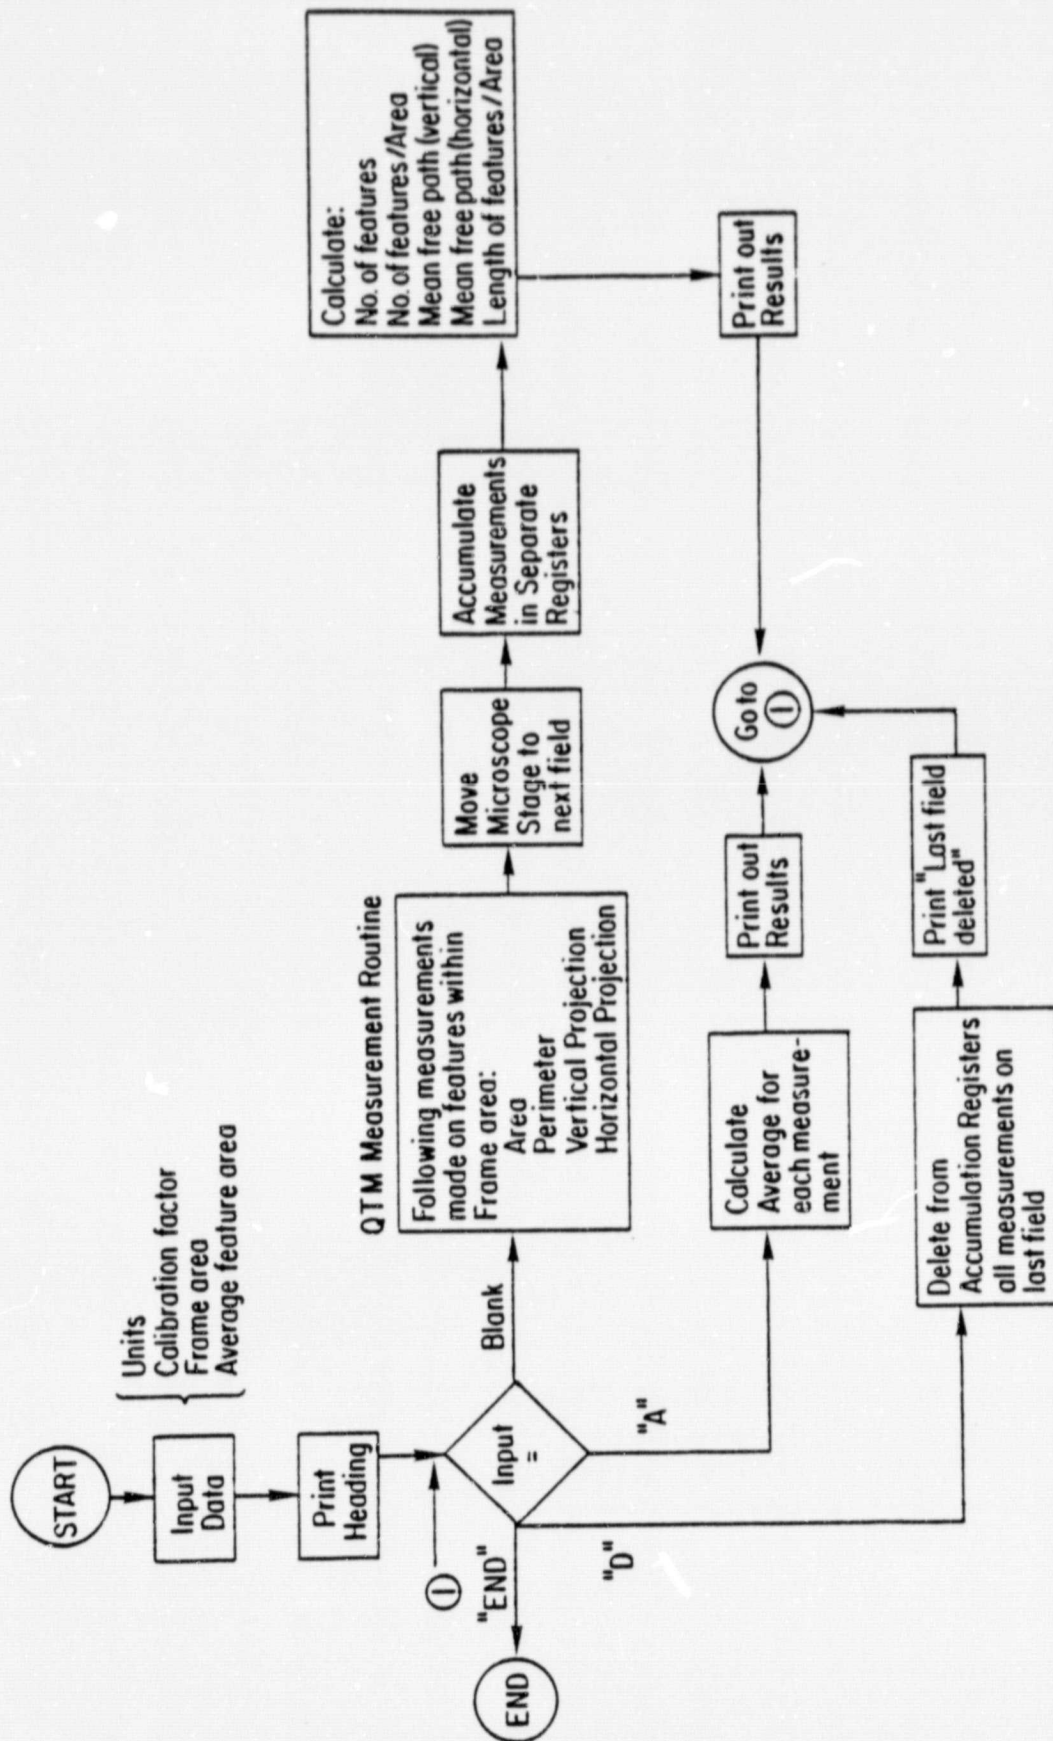 START
Input
Data
Units
Calibration factor
Frame area
Average feature area
Print
Heading
①
Input
=
"END"
END
Blank
QTM Measurement Routine
Following measurements
made on features within
Frame area:
Area
Perimeter
Vertical Projection
Horizontal Projection
Move
Microscope
Stage to
next field
Accumulate
Measurements
in Separate
Registers
Calculate:
No. of features
No. of features/Area
Mean free path (vertical)
Mean free path (horizontal)
Length of features/Area
Print out
Results
"A"
Calculate
Average for
each measure-
ment
Print out
Results
Go to
①
"D"
Delete from
Accumulation Registers
all measurements on
last field
Print "Last field
deleted"